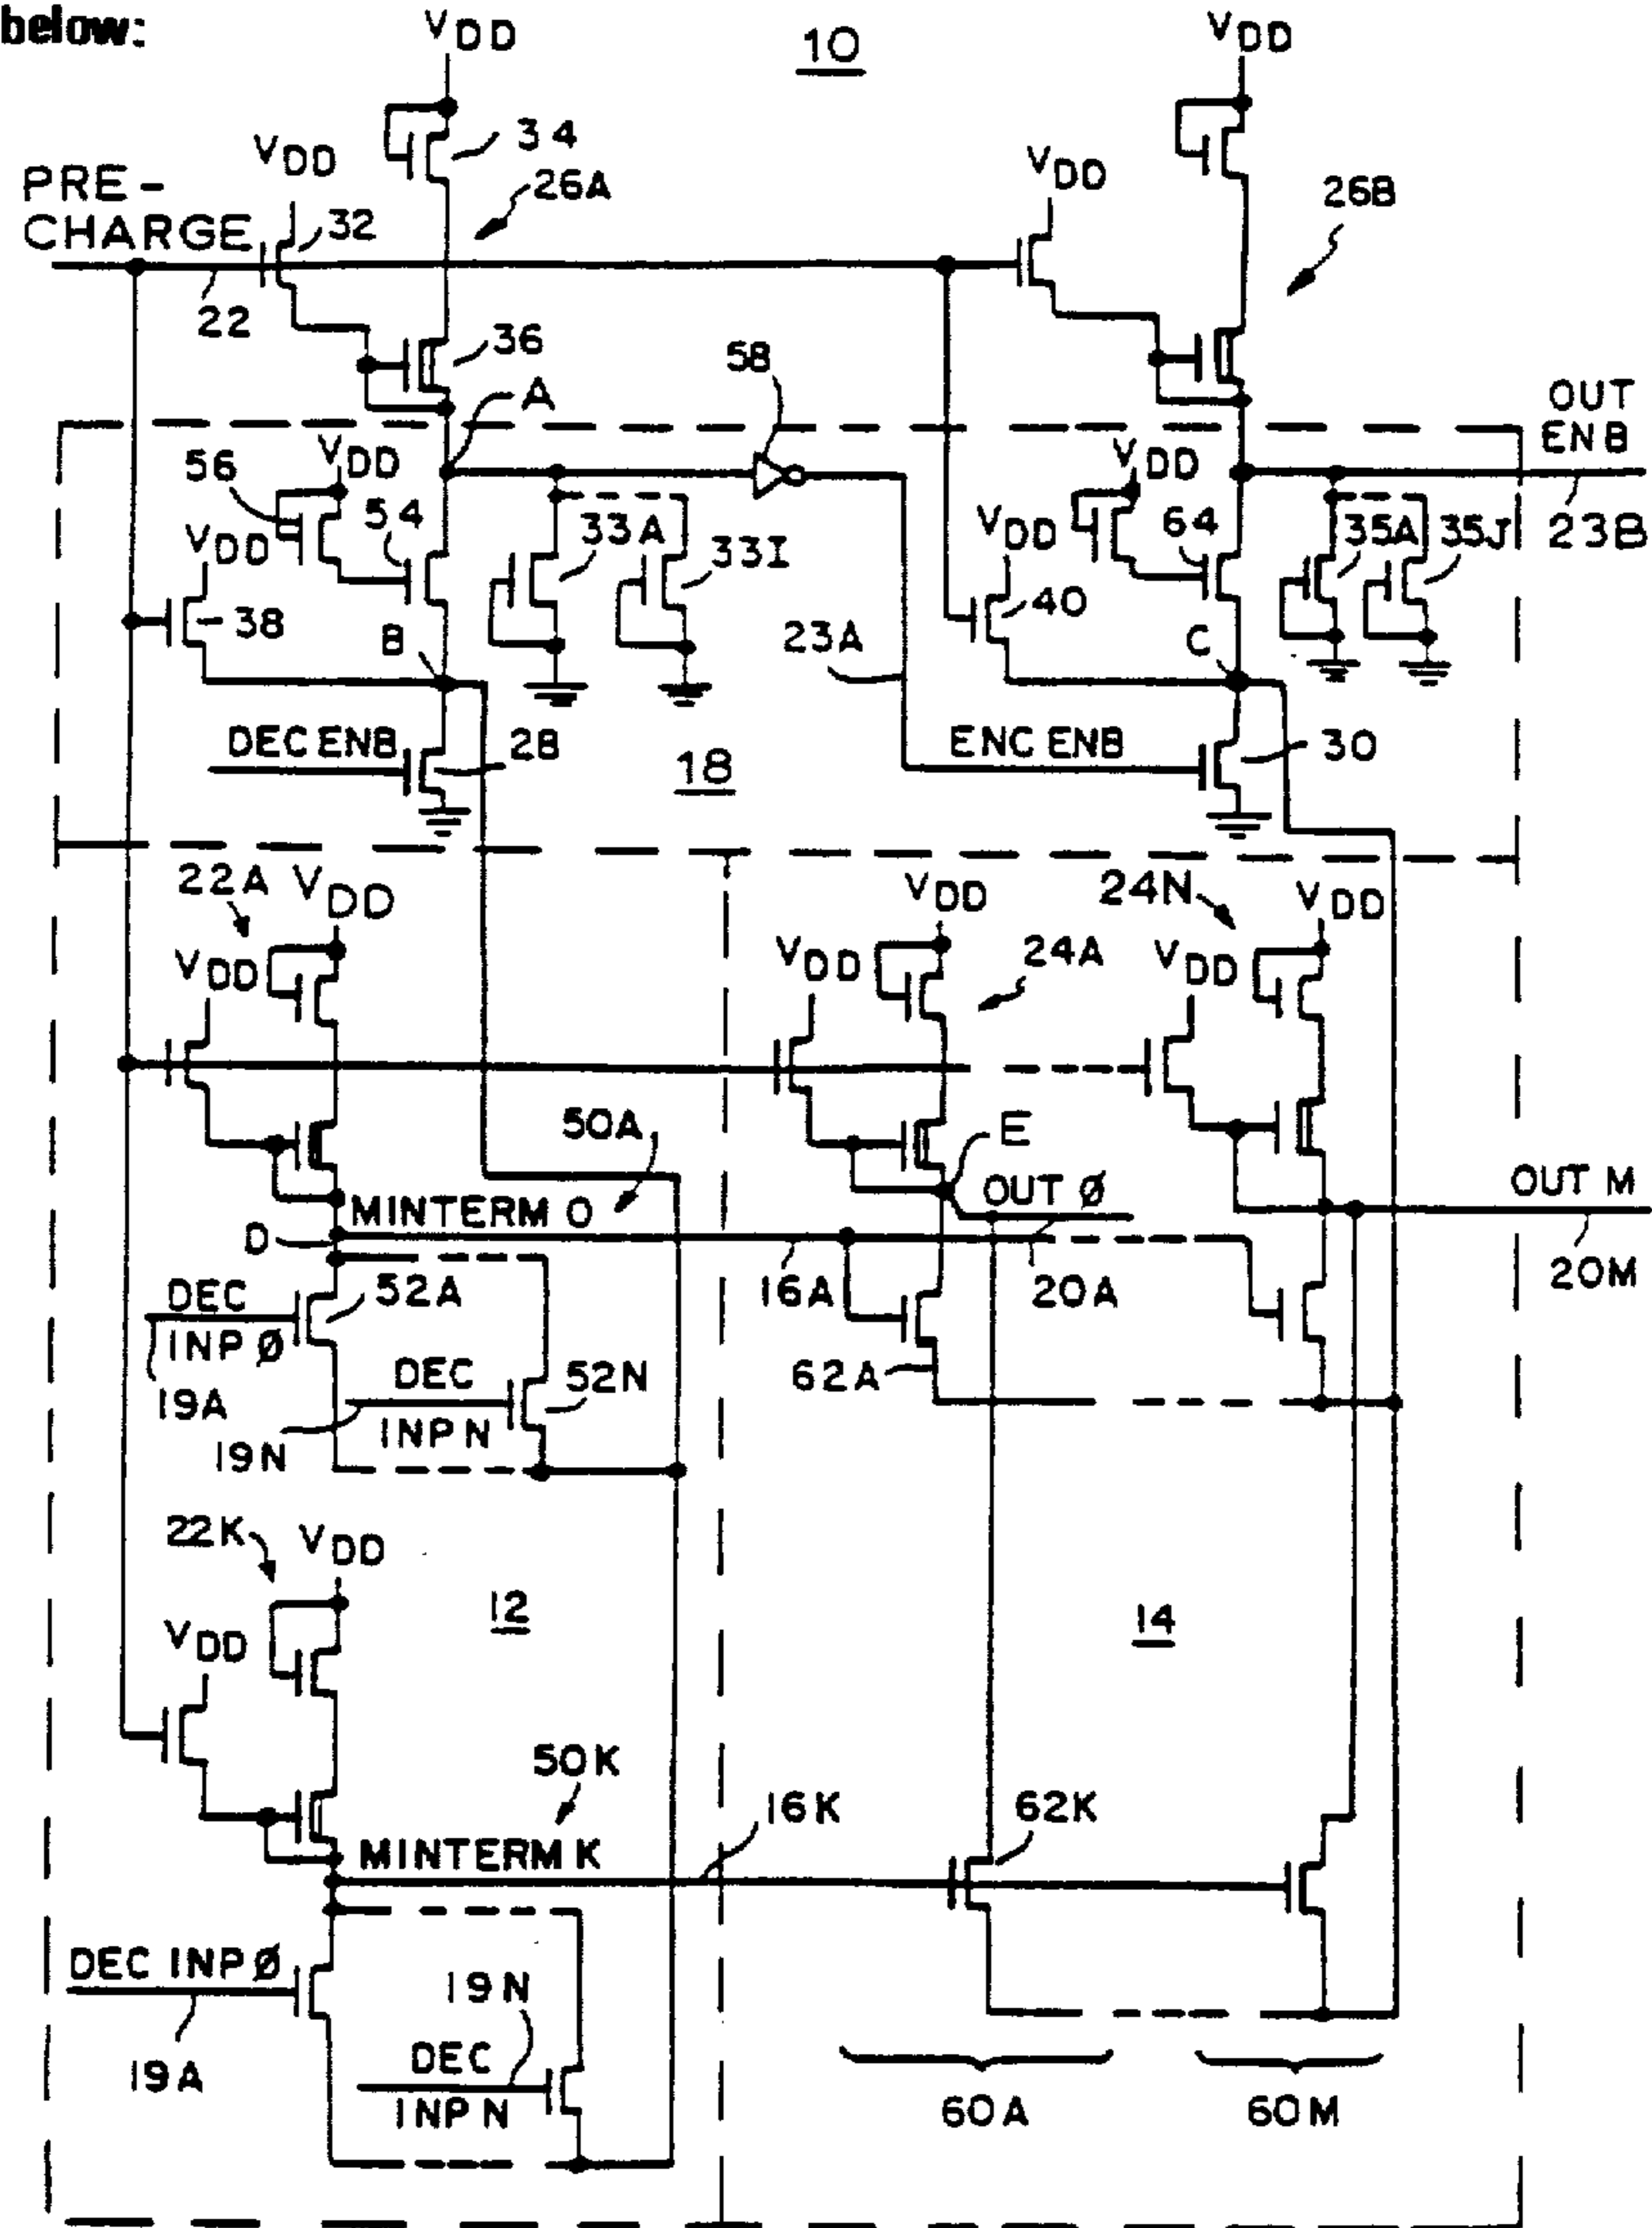 below:
VDD
10
VDD
34
VDD
26A
VDD
26B
PRE-
CHARGE
32
22
36
58
A
OUT
ENB
56
VDD
54
33A
33I
VDD
64
35A
35J
23B
VDD
VDD
38
B
23A
40
C
DEC ENB
28
18
ENC ENB
30
22A
VDD
VDD
VDD
24A
VDD
24N
VDD
VDD
50A
E
OUT Ø
OUT M
MINTERM O
D
16A
20A
20M
DEC
INP Ø
52A
19A
DEC
INP N
52N
19N
62A
22K
VDD
12
14
VDD
50K
16K
62K
MINTERM K
DEC INP Ø
19N
19A
DEC
INP N
60A
60M